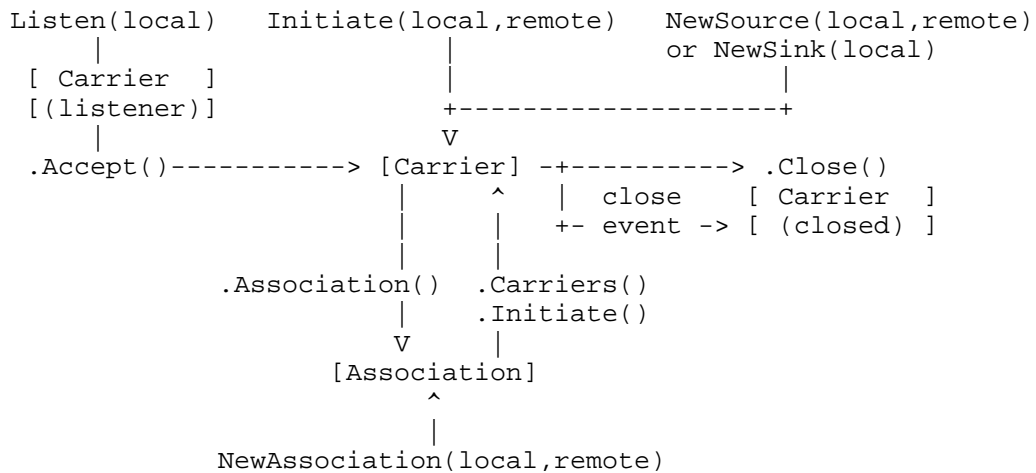 Listen(local)   Initiate(local,remote)   NewSource(local,remote)
     |                     |             or NewSink(local)
[ Carrier  ]               |                     |
[(listener)]               +---------------------+
     |                     V
.Accept()-----------> [Carrier] -+----------> .Close()
                       |     ^   |  close    [ Carrier  ]
                       |     |   +- event -> [ (closed) ]
                       |     |
            .Association()  .Carriers()
                       |    .Initiate()
                       V     |
                   [Association]
                         ^
                         |
            NewAssociation(local,remote)